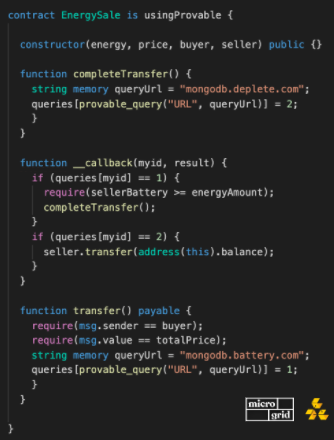 contract EnergySale is usingProvable {
constructor(energy, price, buyer, seller) public {}
function completeTransfer() {
string memory queryUrl = "mongodb.deplete.com";
queries[provable_query("URL", queryUrl)] = 2;
}
}
function __callback(myid, result) {
if (queries[myid] == 1) {
require(sellerBattery >= energyAmount);
completeTransfer();
}
if (queries[myid] == 2) {
seller.transfer(address(this).balance);
}
}
function transfer() payable {
require(msg.sender == buyer);
require(msg.value == totalPrice);
string memory queryUrl = "mongodb.battery.com";
queries[provable_query("URL", queryUrl)] = 1;
}
}
}
micro
grid